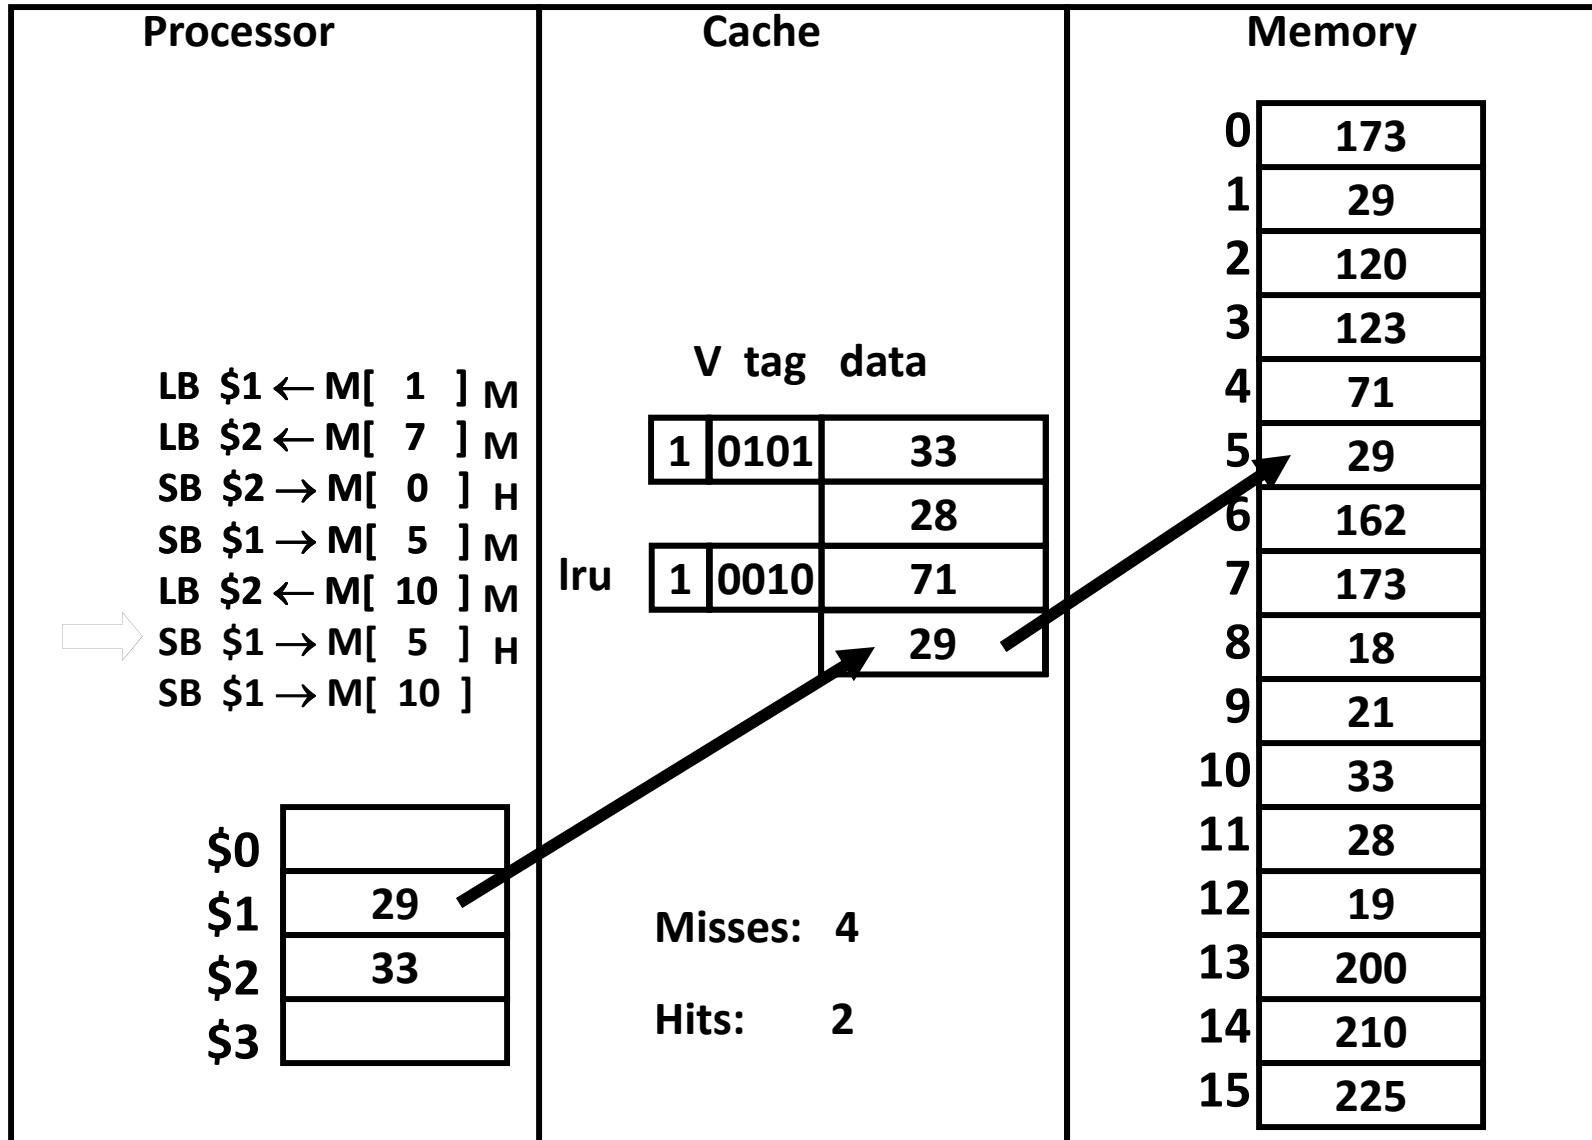 Processor
LB $1 ← M[ 1 ] M
LB $2 ← M[ 7 ] M
SB $2 → M[ 0 ] H
SB $1 → M[ 5 ] M
LB $2 ← M[ 10 ] M
SB $1 → M[ 5 ] H
SB $1 → M[ 10 ]
$0
$1 29
$2 33
$3
Cache
V tag data
1 0101 33
28
lru 1 0010 71
29
Misses: 4
Hits: 2
Memory
0 173
1 29
2 120
3 123
4 71
5 29
6 162
7 173
8 18
9 21
10 33
11 28
12 19
13 200
14 210
15 225